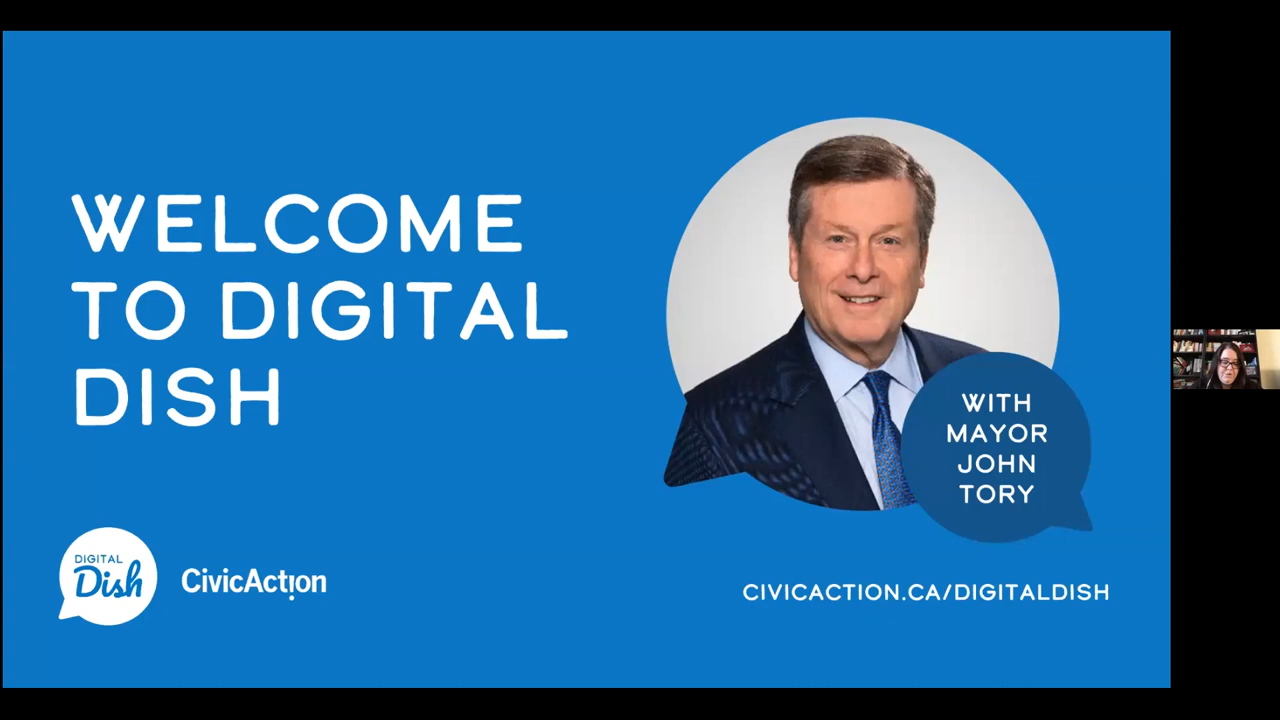 WELCOME
TO DIGITAL
DISH
WITH
MAYOR
JOHN
TORY
DIGITAL
Dish
CivicAction
CIVICACTION.CA/DIGITALDISH